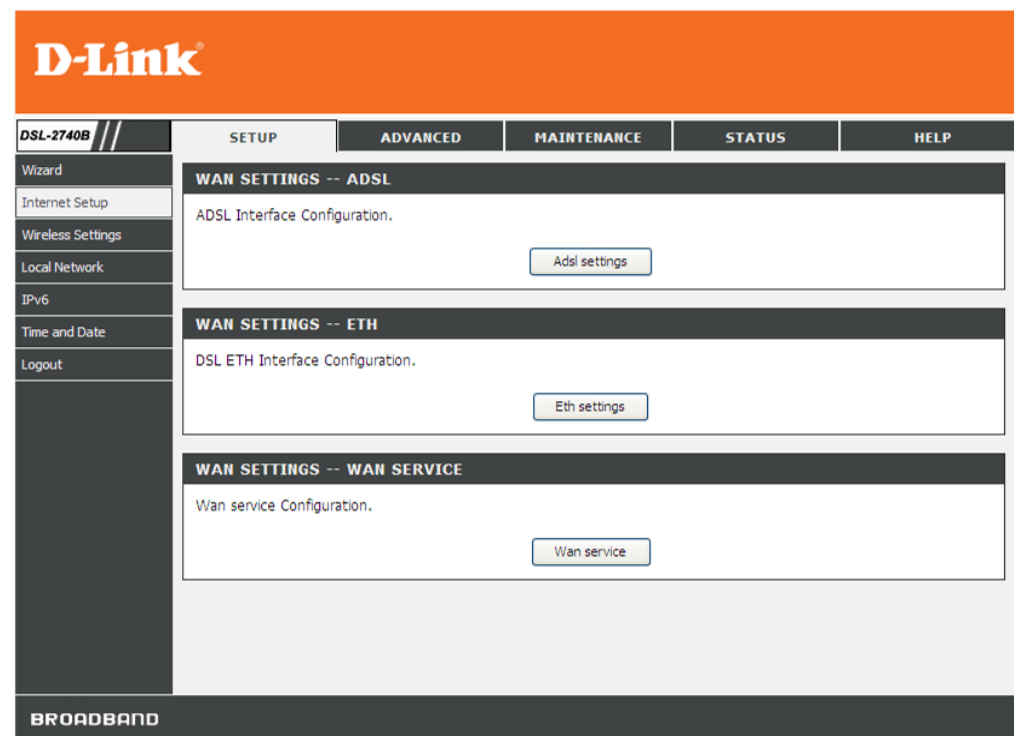 D-Link®
DSL-2740B
SETUP ADVANCED MAINTENANCE STATUS HELP
Wizard
Internet Setup
Wireless Settings
Local Network
IPv6
Time and Date
Logout
WAN SETTINGS -- ADSL
ADSL Interface Configuration.
Adsl settings
WAN SETTINGS -- ETH
DSL ETH Interface Configuration.
Eth settings
WAN SETTINGS -- WAN SERVICE
Wan service Configuration.
Wan service
BROADBAND